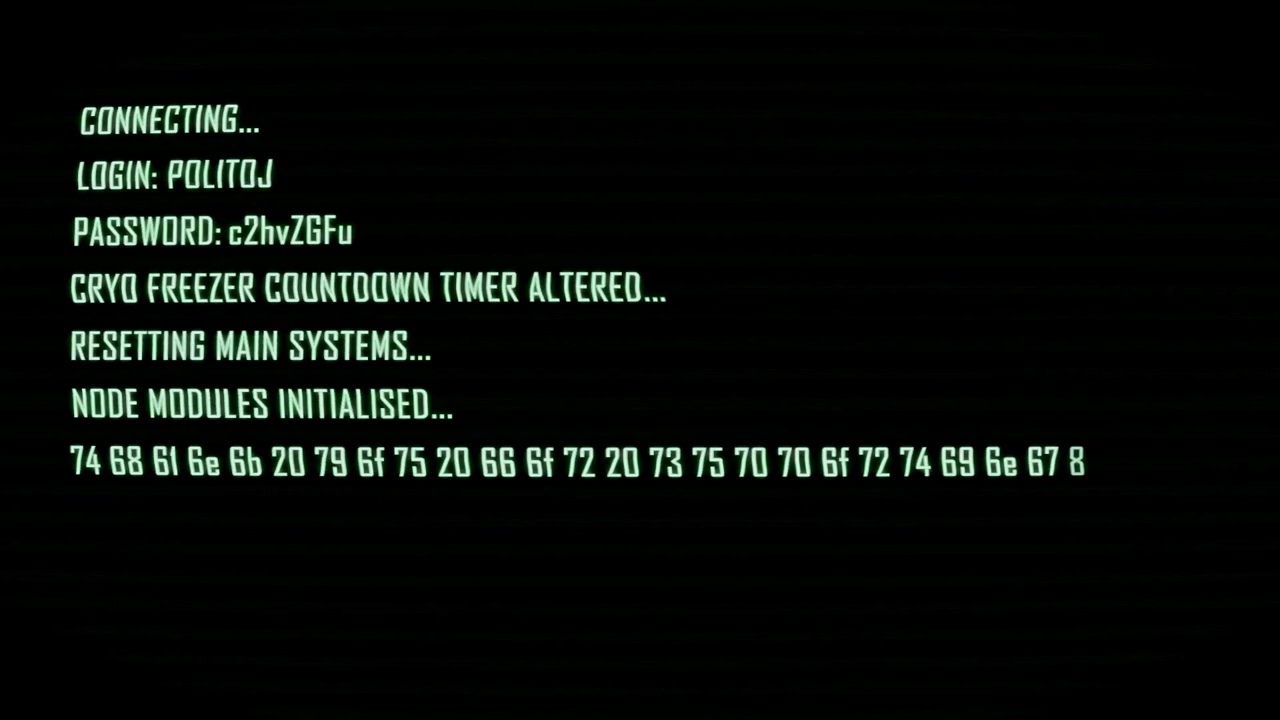 CONNECTING...
LOGIN: POLITOJ
PASSWORD: c2hvZGFu
CRYO FREEZER COUNTDOWN TIMER ALTERED...
RESETTING MAIN SYSTEMS...
NODE MODULES INITIALISED...
74 68 61 6e 6b 20 79 6f 75 20 66 6f 72 20 73 75 70 70 6f 72 74 69 6e 67 8